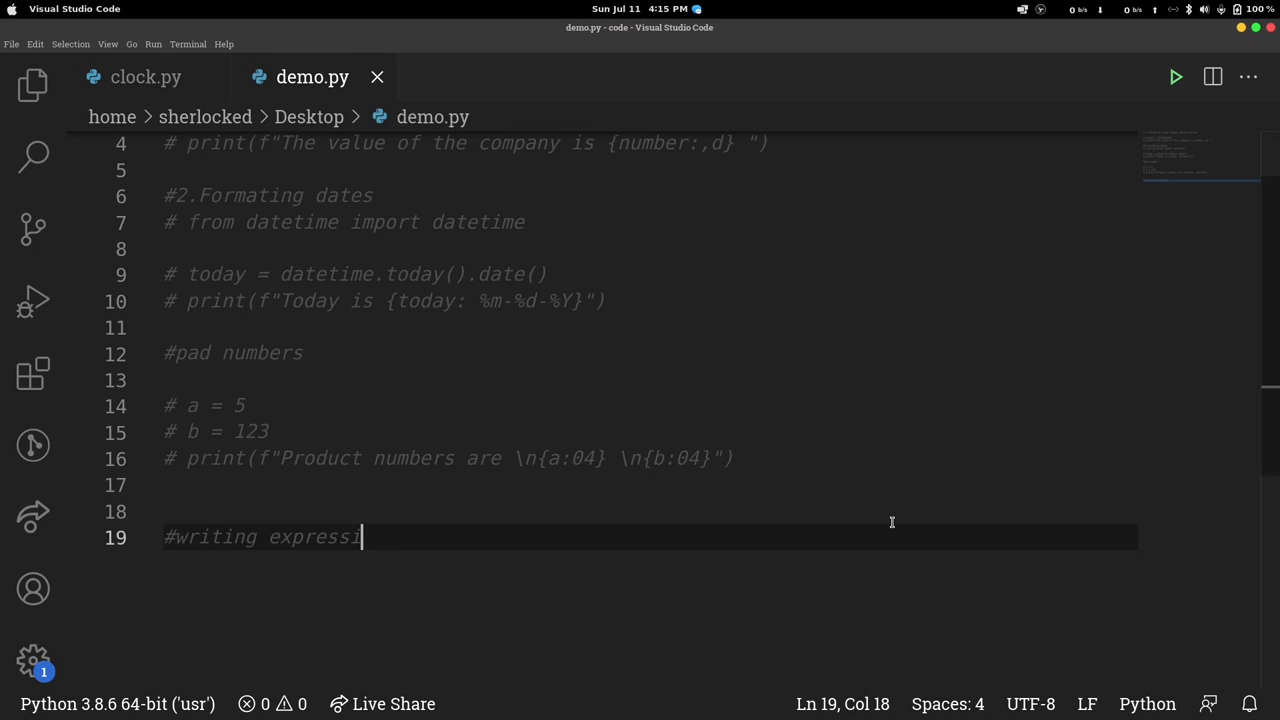 Visual Studio Code
Sun Jul 11 4:15 PM
0 b/s
0 b/s
100 %
demo.py - code - Visual Studio Code
File Edit Selection View Go Run Terminal Help
clock.py
demo.py
home > sherlocked > Desktop > demo.py
4 # print(f"The value of the company is {number:,d} ")
5
6 #2.Formating dates
7 # from datetime import datetime
8
9 # today = datetime.today().date()
10 # print(f"Today is {today: %m-%d-%Y}")
11
12 #pad numbers
13
14 # a = 5
15 # b = 123
16 # print(f"Product numbers are \n{a:04} \n{b:04}")
17
18
19 #writing expressi
1
Python 3.8.6 64-bit ('usr') 0 0 Live Share Ln 19, Col 18 Spaces: 4 UTF-8 LF Python